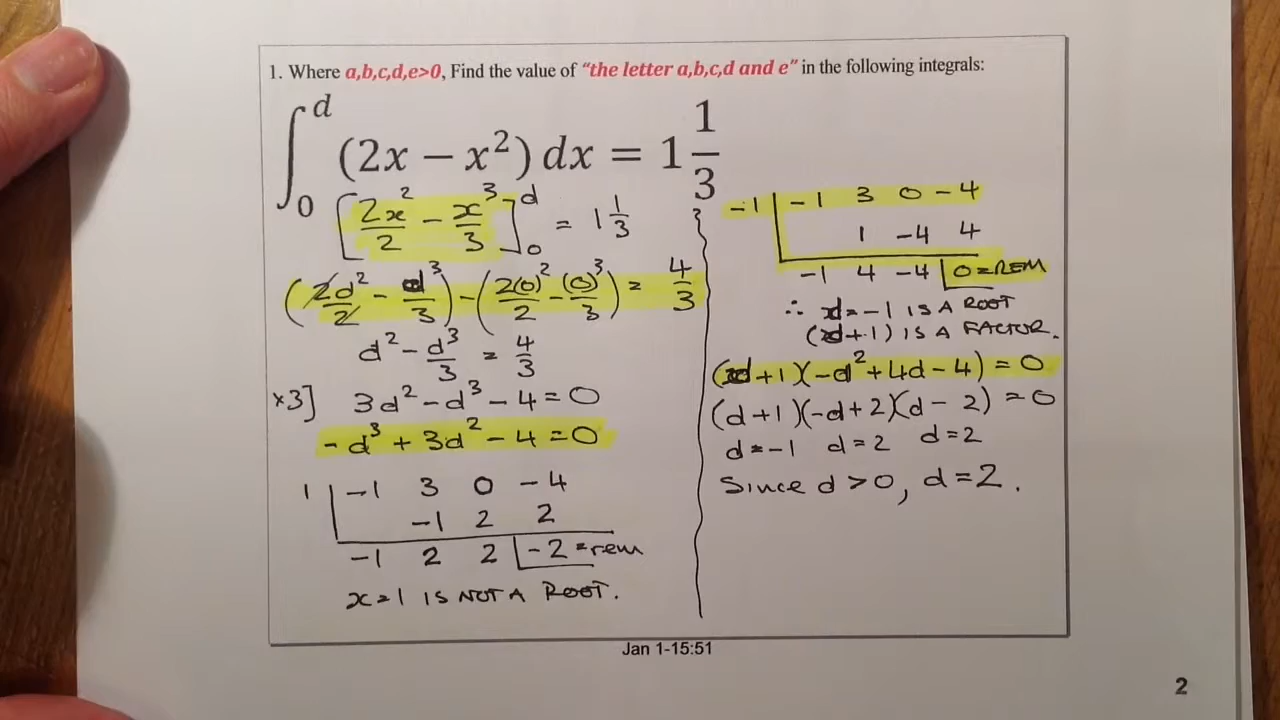 1. Where a,b,c,d,e>0, Find the value of "the letter a,b,c,d and e" in the following integrals:
∫₀ᵈ (2x − x²) dx = 1 1/3
[2x²/2 − x³/3]₀ᵈ = 1 1/3
(2d²/2 − d³/3) − (2(0)²/2 − (0)³/3) = 4/3
d² − d³/3 = 4/3
×3] 3d² − d³ − 4 = 0
−d³ + 3d² − 4 = 0
1 | −1 3 0 −4
−1 2 2
−1 2 2 | −2 = rem
x = 1 IS NOT A ROOT.
−1 | −1 3 0 −4
1 −4 4
−1 4 −4 | 0 = REM
∴ d = −1 IS A ROOT
(d+1) IS A FACTOR.
(d+1)(−d² + 4d − 4) = 0
(d+1)(−d+2)(d − 2) = 0
d = −1 d = 2 d = 2
Since d > 0, d = 2.
Jan 1-15:51
2